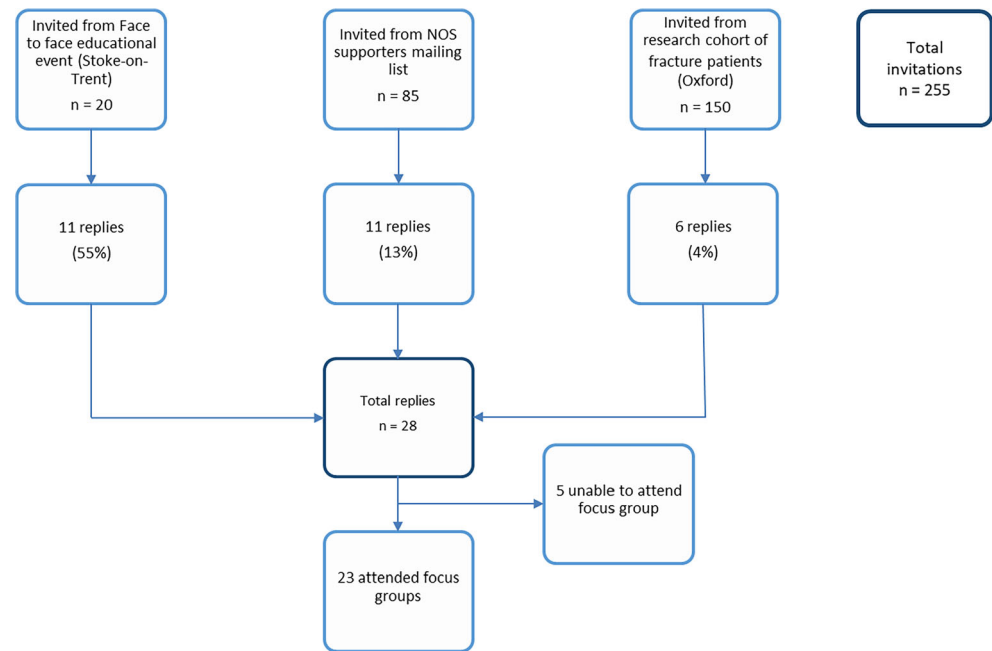 Invited from Face
to face educational
event (Stoke-on-
Trent)
n = 20
Invited from NOS
supporters mailing
list
n = 85
Invited from
research cohort of
fracture patients
(Oxford)
n = 150
Total
invitations
n = 255
11 replies
(55%)
11 replies
(13%)
6 replies
(4%)
Total replies
n = 28
5 unable to attend
focus group
23 attended focus
groups